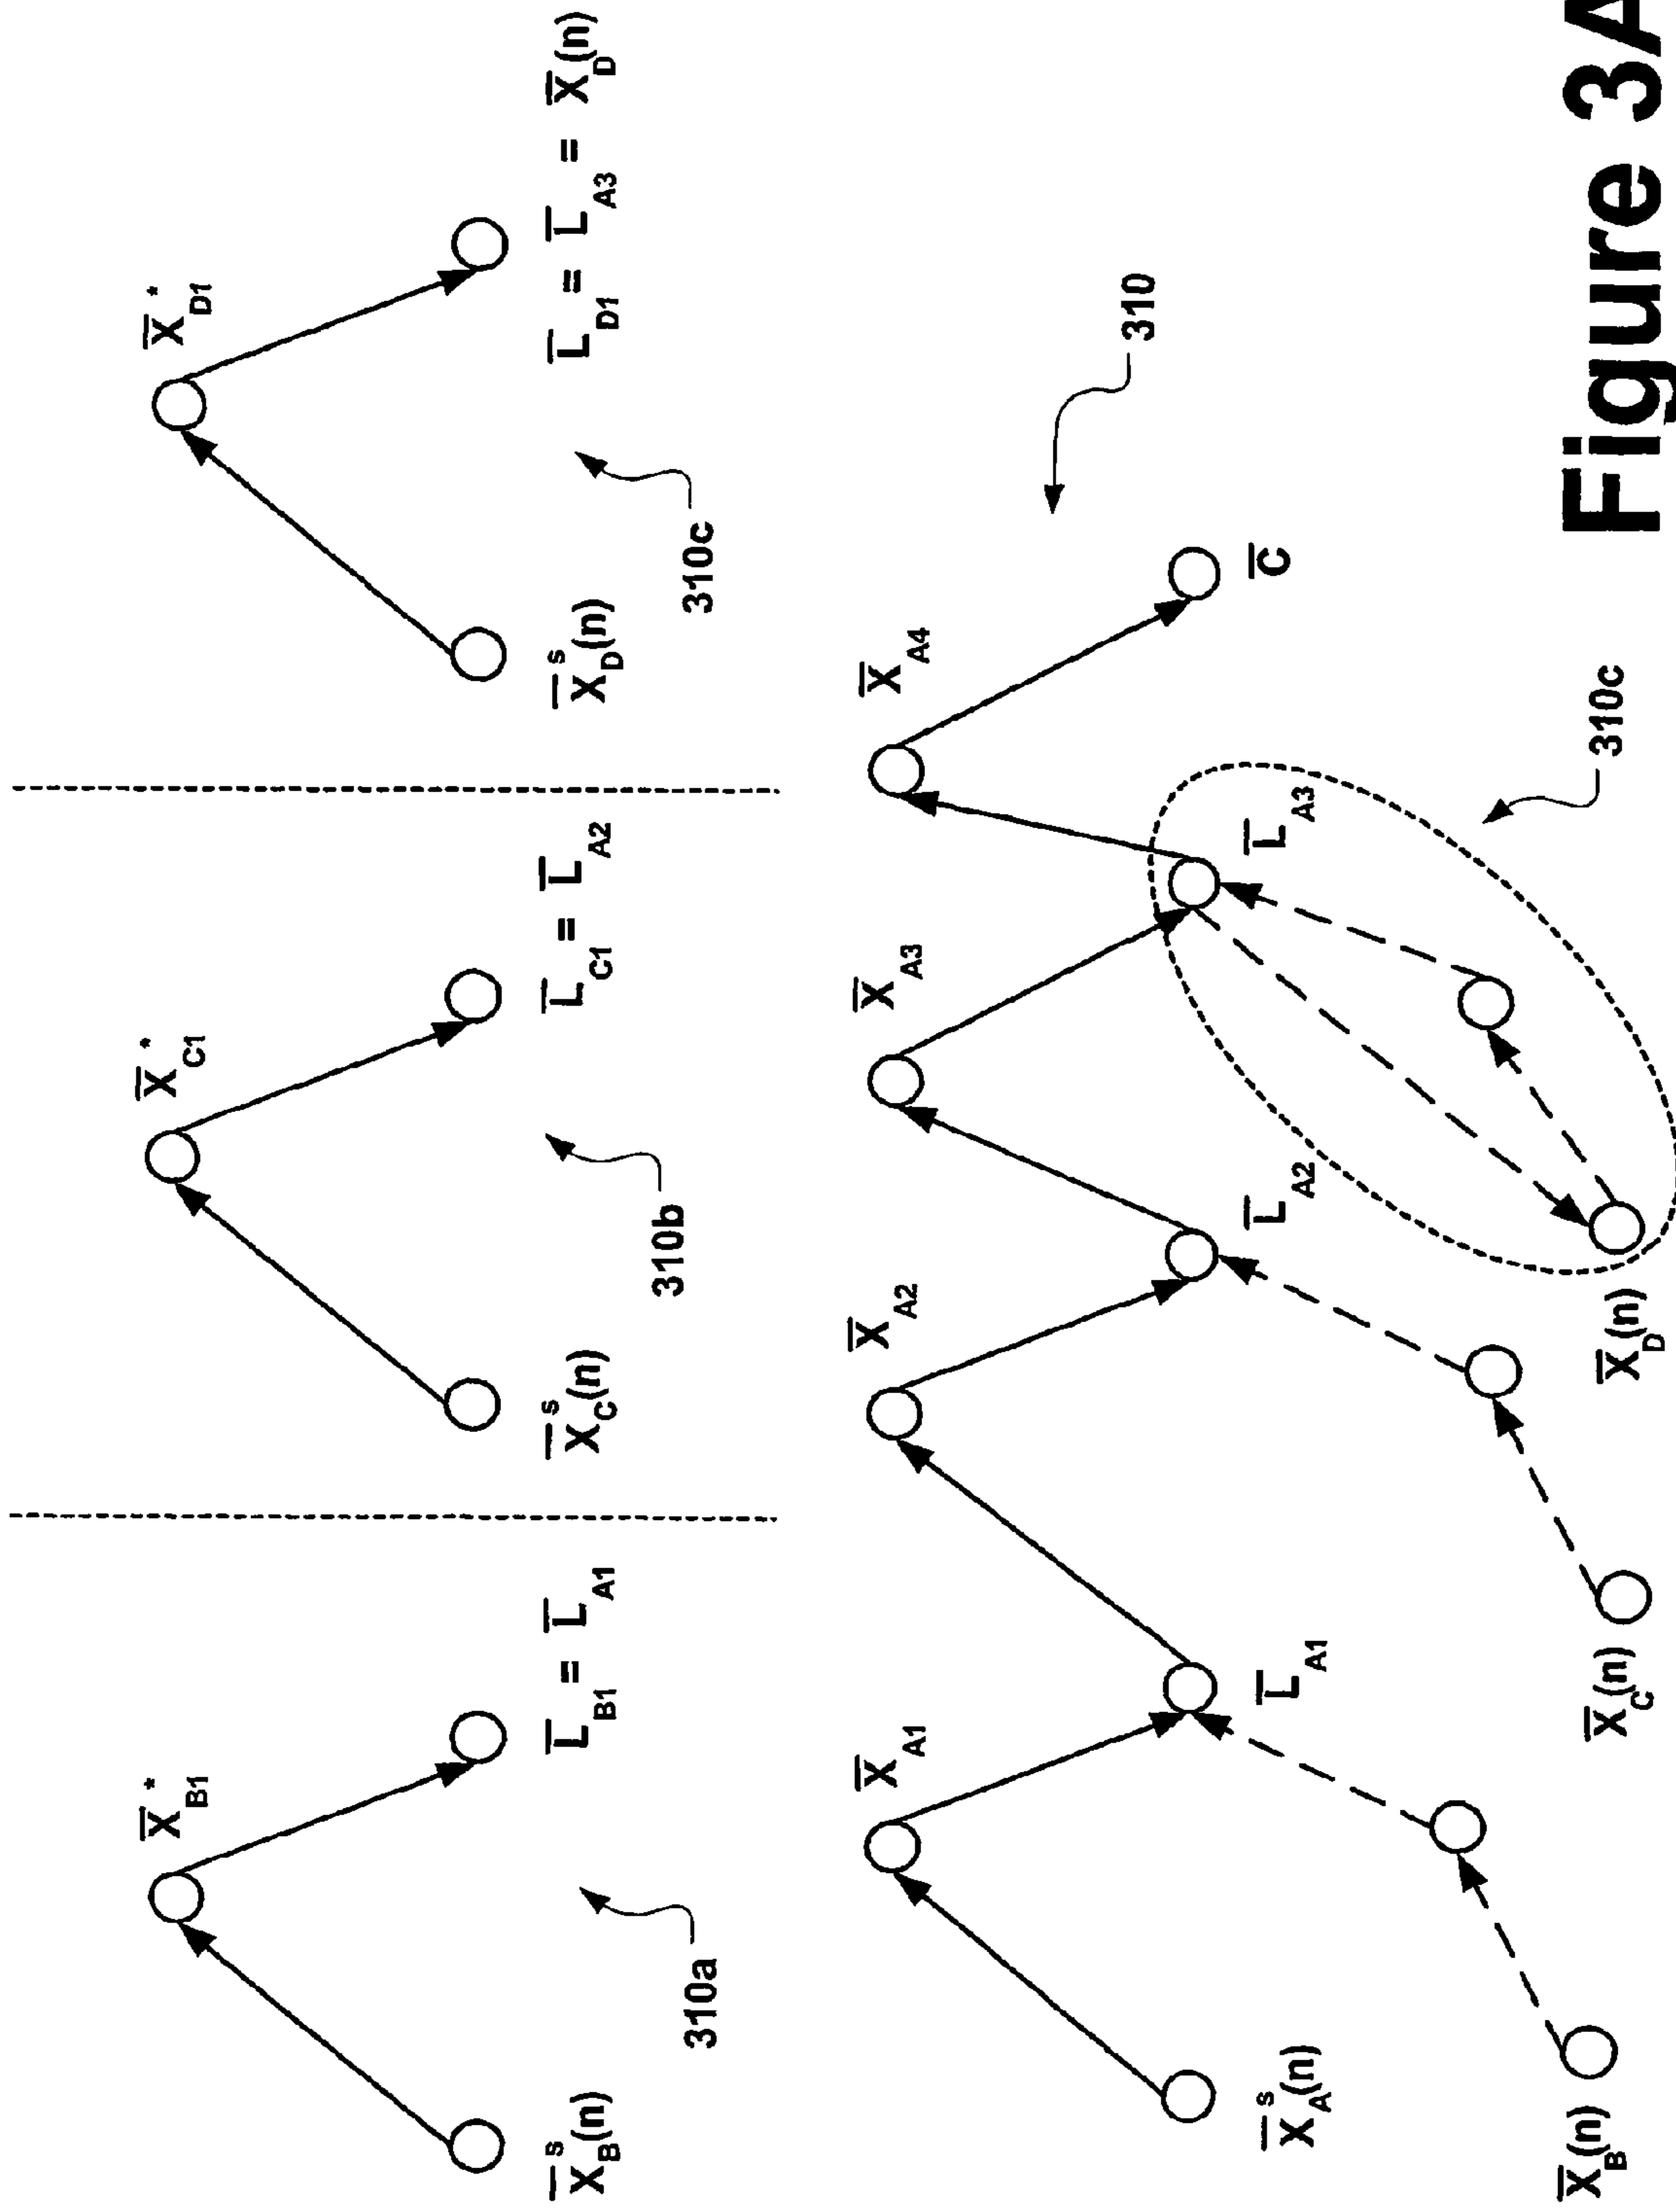 X̅*B1
X̅ˢB(n)
L̅B1 = L̅A1
310a
X̅*C1
X̅ˢC(n)
L̅C1 = L̅A2
310b
X̅*D1
X̅ˢD(n)
L̅D1 = L̅A3 = X̅D(n)
310c
310
X̅A1
X̅A2
X̅A3
X̅A4
X̅ˢA(n)
L̅A1
L̅A2
L̅A3
C̅
X̅B(n)
X̅C(n)
X̅D(n)
310c
Figure 3A